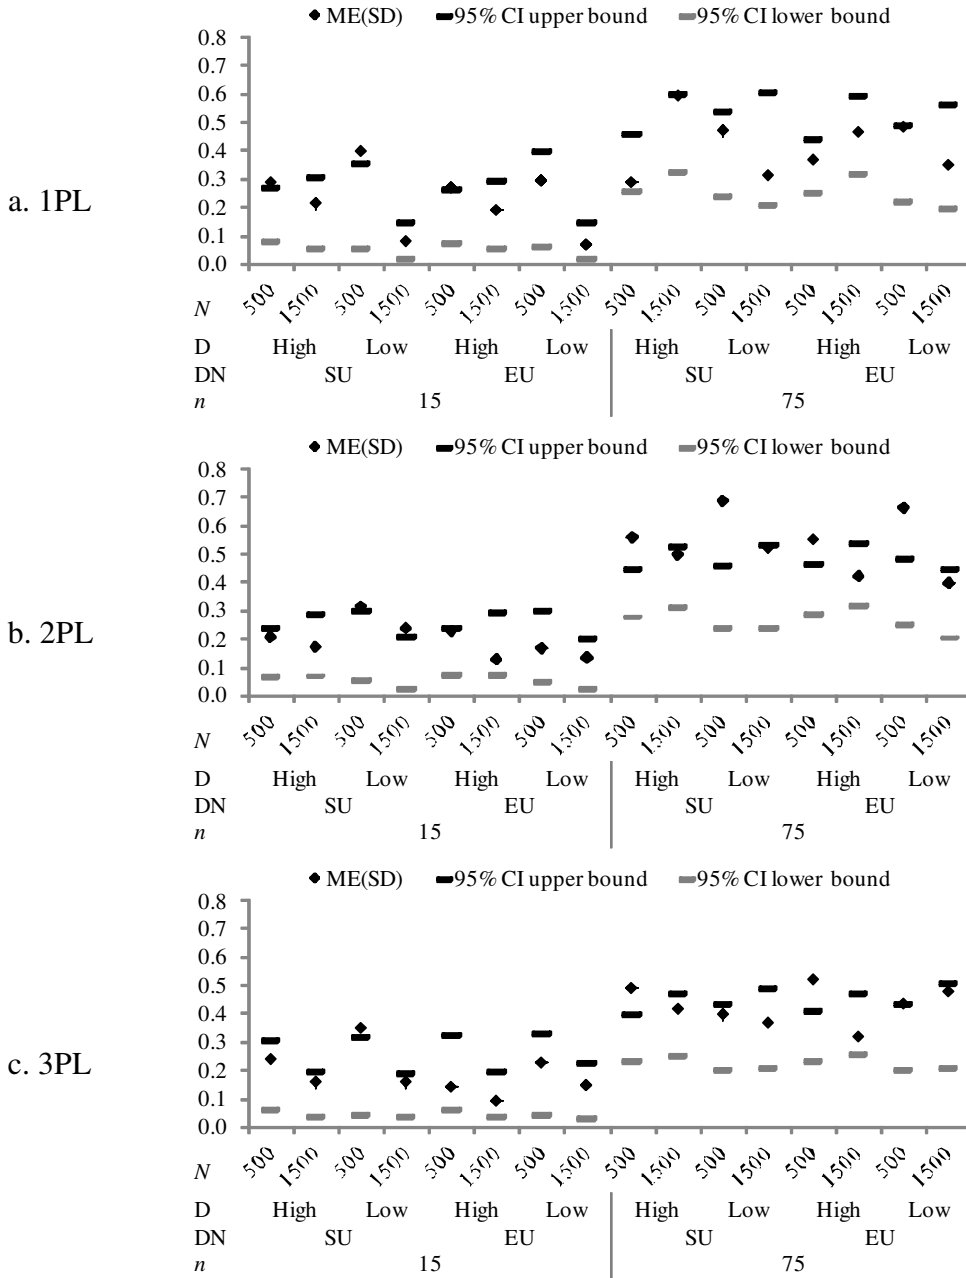 ME(SD) 95% CI upper bound 95% CI lower bound
0.8
0.7
0.6
0.5
0.4
0.3
0.2
0.1
0.0
a. 1PL
N 500 1500 500 1500 500 1500 500 1500 500 1500 500 1500 500 1500 500 1500
D High Low High Low High Low High Low
DN SU EU SU EU
n 15 75
ME(SD) 95% CI upper bound 95% CI lower bound
0.8
0.7
0.6
0.5
0.4
0.3
0.2
0.1
0.0
b. 2PL
N 500 1500 500 1500 500 1500 500 1500 500 1500 500 1500 500 1500 500 1500
D High Low High Low High Low High Low
DN SU EU SU EU
n 15 75
ME(SD) 95% CI upper bound 95% CI lower bound
0.8
0.7
0.6
0.5
0.4
0.3
0.2
0.1
0.0
c. 3PL
N 500 1500 500 1500 500 1500 500 1500 500 1500 500 1500 500 1500 500 1500
D High Low High Low High Low High Low
DN SU EU SU EU
n 15 75